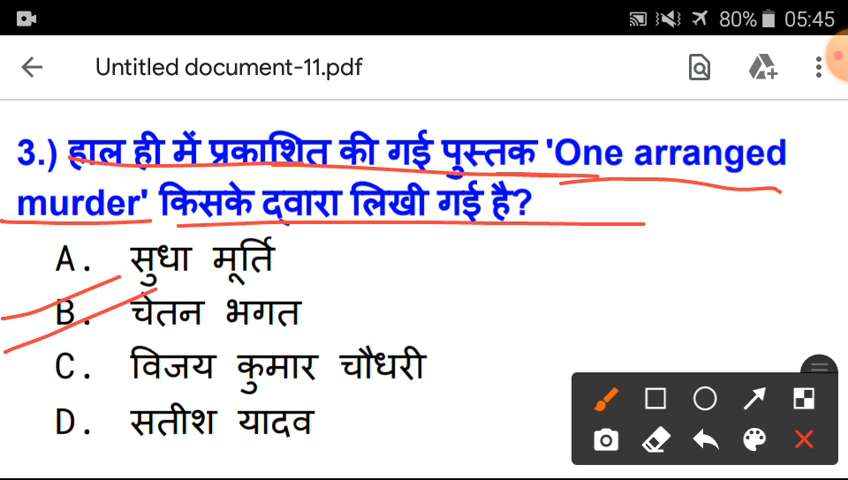 80% 05:45
Untitled document-11.pdf
3.) हाल ही में प्रकाशित की गई पुस्तक 'One arranged
murder' किसके दवारा लिखी गई है?
A. सुधा मूर्ति
B. चेतन भगत
C. विजय कुमार चौधरी
D. सतीश यादव